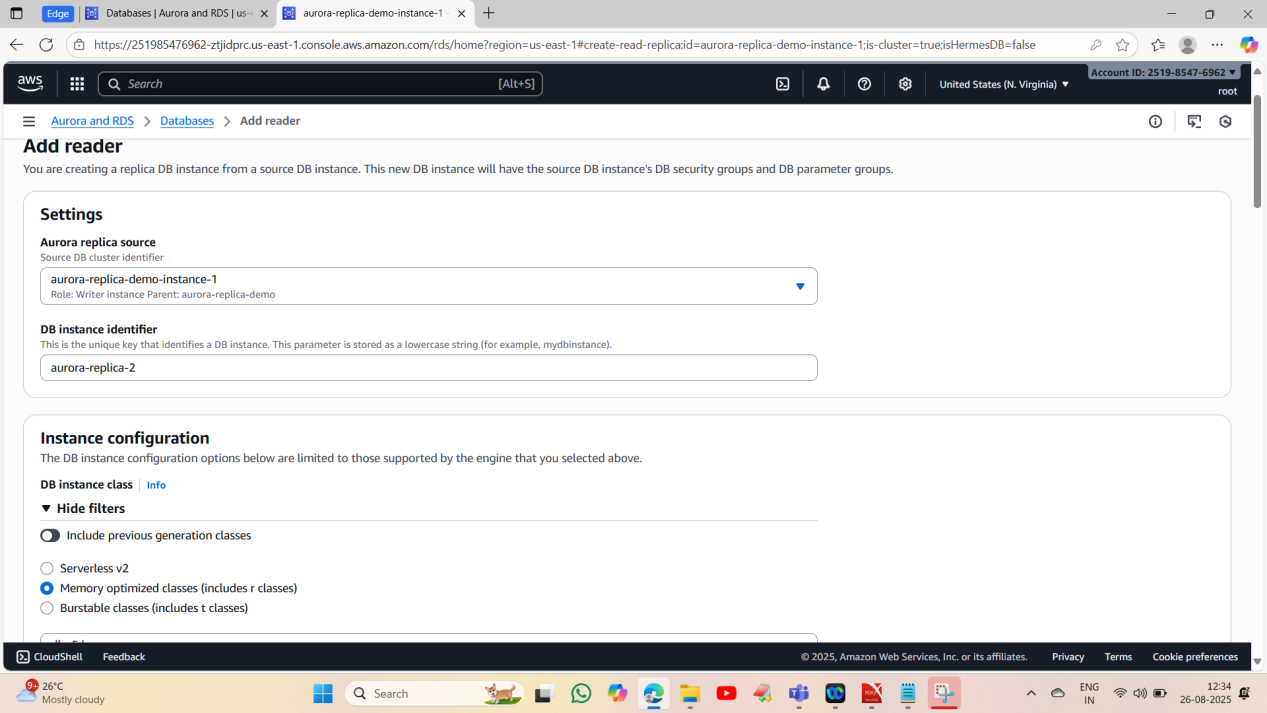 Edge
Databases | Aurora and RDS | us-
aurora-replica-demo-instance-1 -
https://251985476962-ztjidprc.us-east-1.console.aws.amazon.com/rds/home?region=us-east-1#create-read-replica:id=aurora-replica-demo-instance-1;is-cluster=true;isHermesDB=false
aws
Search
[Alt+S]
United States (N. Virginia)
Account ID: 2519-8547-6962
root
Aurora and RDS
Databases
Add reader
Add reader
You are creating a replica DB instance from a source DB instance. This new DB instance will have the source DB instance's DB security groups and DB parameter groups.
Settings
Aurora replica source
Source DB cluster identifier
aurora-replica-demo-instance-1
Role: Writer instance Parent: aurora-replica-demo
DB instance identifier
This is the unique key that identifies a DB instance. This parameter is stored as a lowercase string (for example, mydbinstance).
aurora-replica-2
Instance configuration
The DB instance configuration options below are limited to those supported by the engine that you selected above.
DB instance class
Info
Hide filters
Include previous generation classes
Serverless v2
Memory optimized classes (includes r classes)
Burstable classes (includes t classes)
CloudShell
Feedback
© 2025, Amazon Web Services, Inc. or its affiliates.
Privacy
Terms
Cookie preferences
9+
26°C
Mostly cloudy
Search
ENG
IN
12:34
26-08-2025